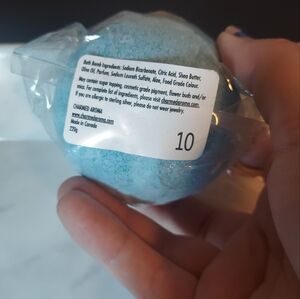 Bath Bomb Ingredients: Sodium Bicarbonate, Citric Acid, Shea Butter,
Olive Oil, Parfum, Sodium Laureth Sulfate, Aloe, Food Grade Colour.
May contain sugar topping, cosmetic grade pigment, flower buds and/or
mica. For complete list of ingredients, please visit charmedaroma.com.
If you are allergic to sterling silver, please do not wear jewelry.
CHARMED AROMA
www.charmedaroma.com
Made in Canada
220g
10